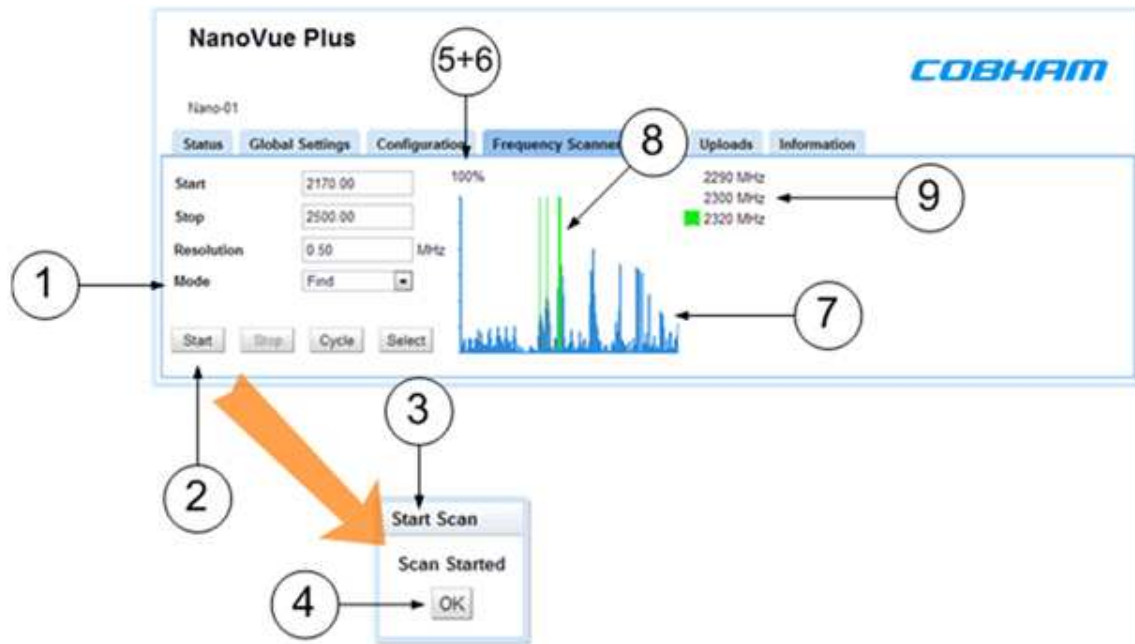 NanoVue Plus
5+6
COBHAM
Nano-01
Status Global Settings Configuration Frequency Scanner Uploads Information
8
100%
Start 2170.00
2290 MHz
2300 MHz
9
Stop 2500.00
2320 MHz
Resolution 0.50 MHz
1
Mode Find
7
Start Stop Cycle Select
3
2
Start Scan
Scan Started
4
OK